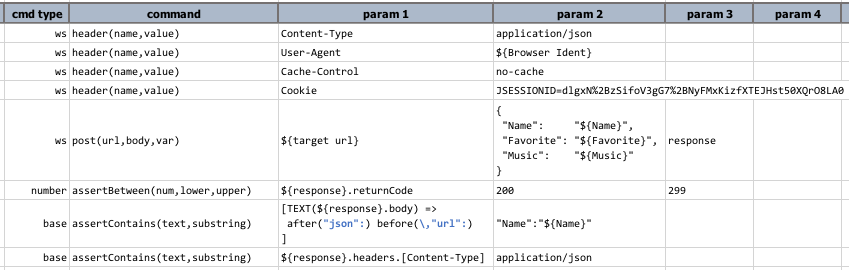 cmd type command param 1 param 2 param 3 param 4
ws header(name,value) Content-Type application/json
ws header(name,value) User-Agent ${Browser Ident}
ws header(name,value) Cache-Control no-cache
ws header(name,value) Cookie JSESSIONID=dlgxN%2BzSifoV3gG7%2BNyFMxKizfXTEJHst50XQrO8LA0
{
"Name": "${Name}",
ws post(url,body,var) ${target url} "Favorite": "${Favorite}", response
"Music": "${Music}"
}
number assertBetween(num,lower,upper) ${response}.returnCode 200 299
[TEXT(${response}.body) =>
base assertContains(text,substring) after("json":) before(\,"url":) "Name":"${Name}"
]
base assertContains(text,substring) ${response}.headers.[Content-Type] application/json